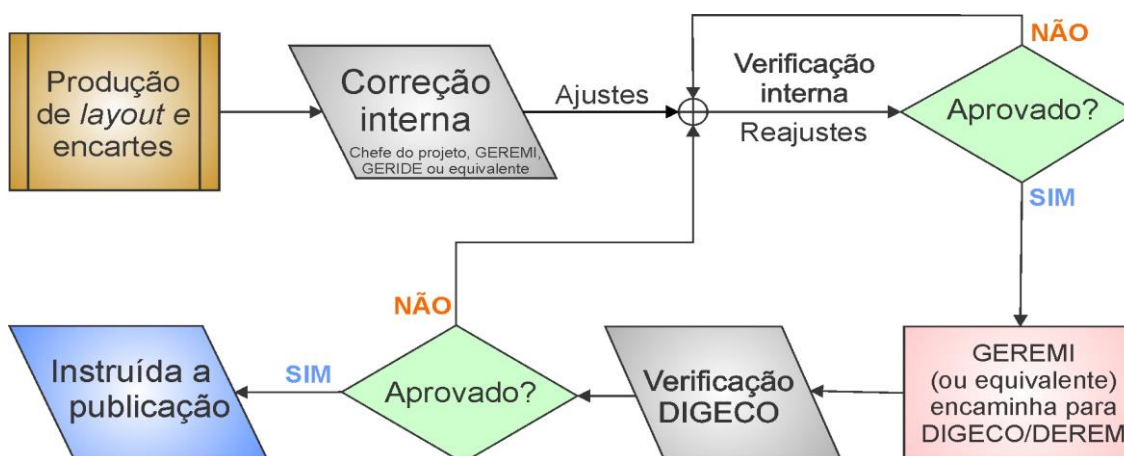 Produção
de layout e
encartes
Correção
interna
Chefe do projeto, GEREMI,
GERIDE ou equivalente
Ajustes
Verificação
interna
Reajustes
Aprovado?
NÃO
SIM
GEREMI
(ou equivalente)
encaminha para
DIGECO/DEREM
Verificação
DIGECO
Aprovado?
NÃO
SIM
Instruída a
publicação